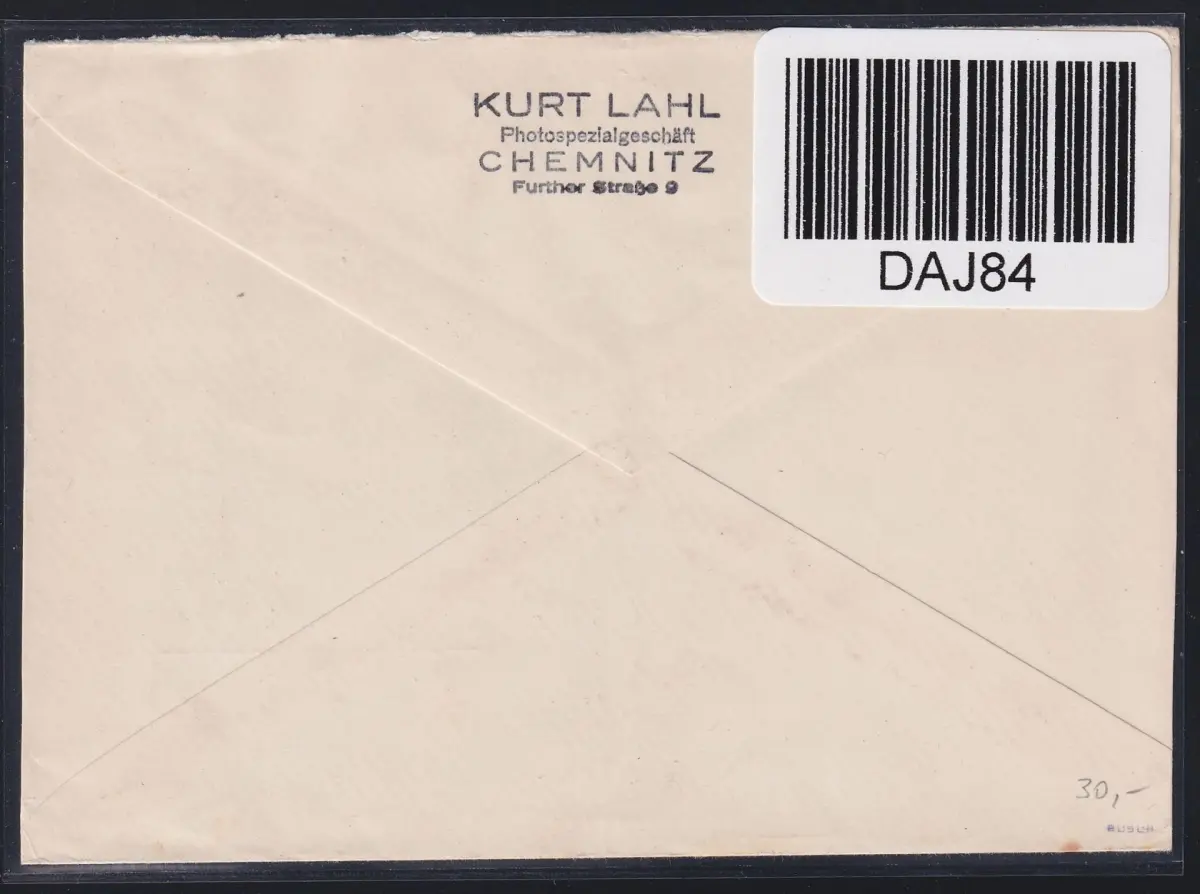 KURT LAHL
Photospezialgeschäft
CHEMNITZ
Further Straße 9
DAJ84
30,-